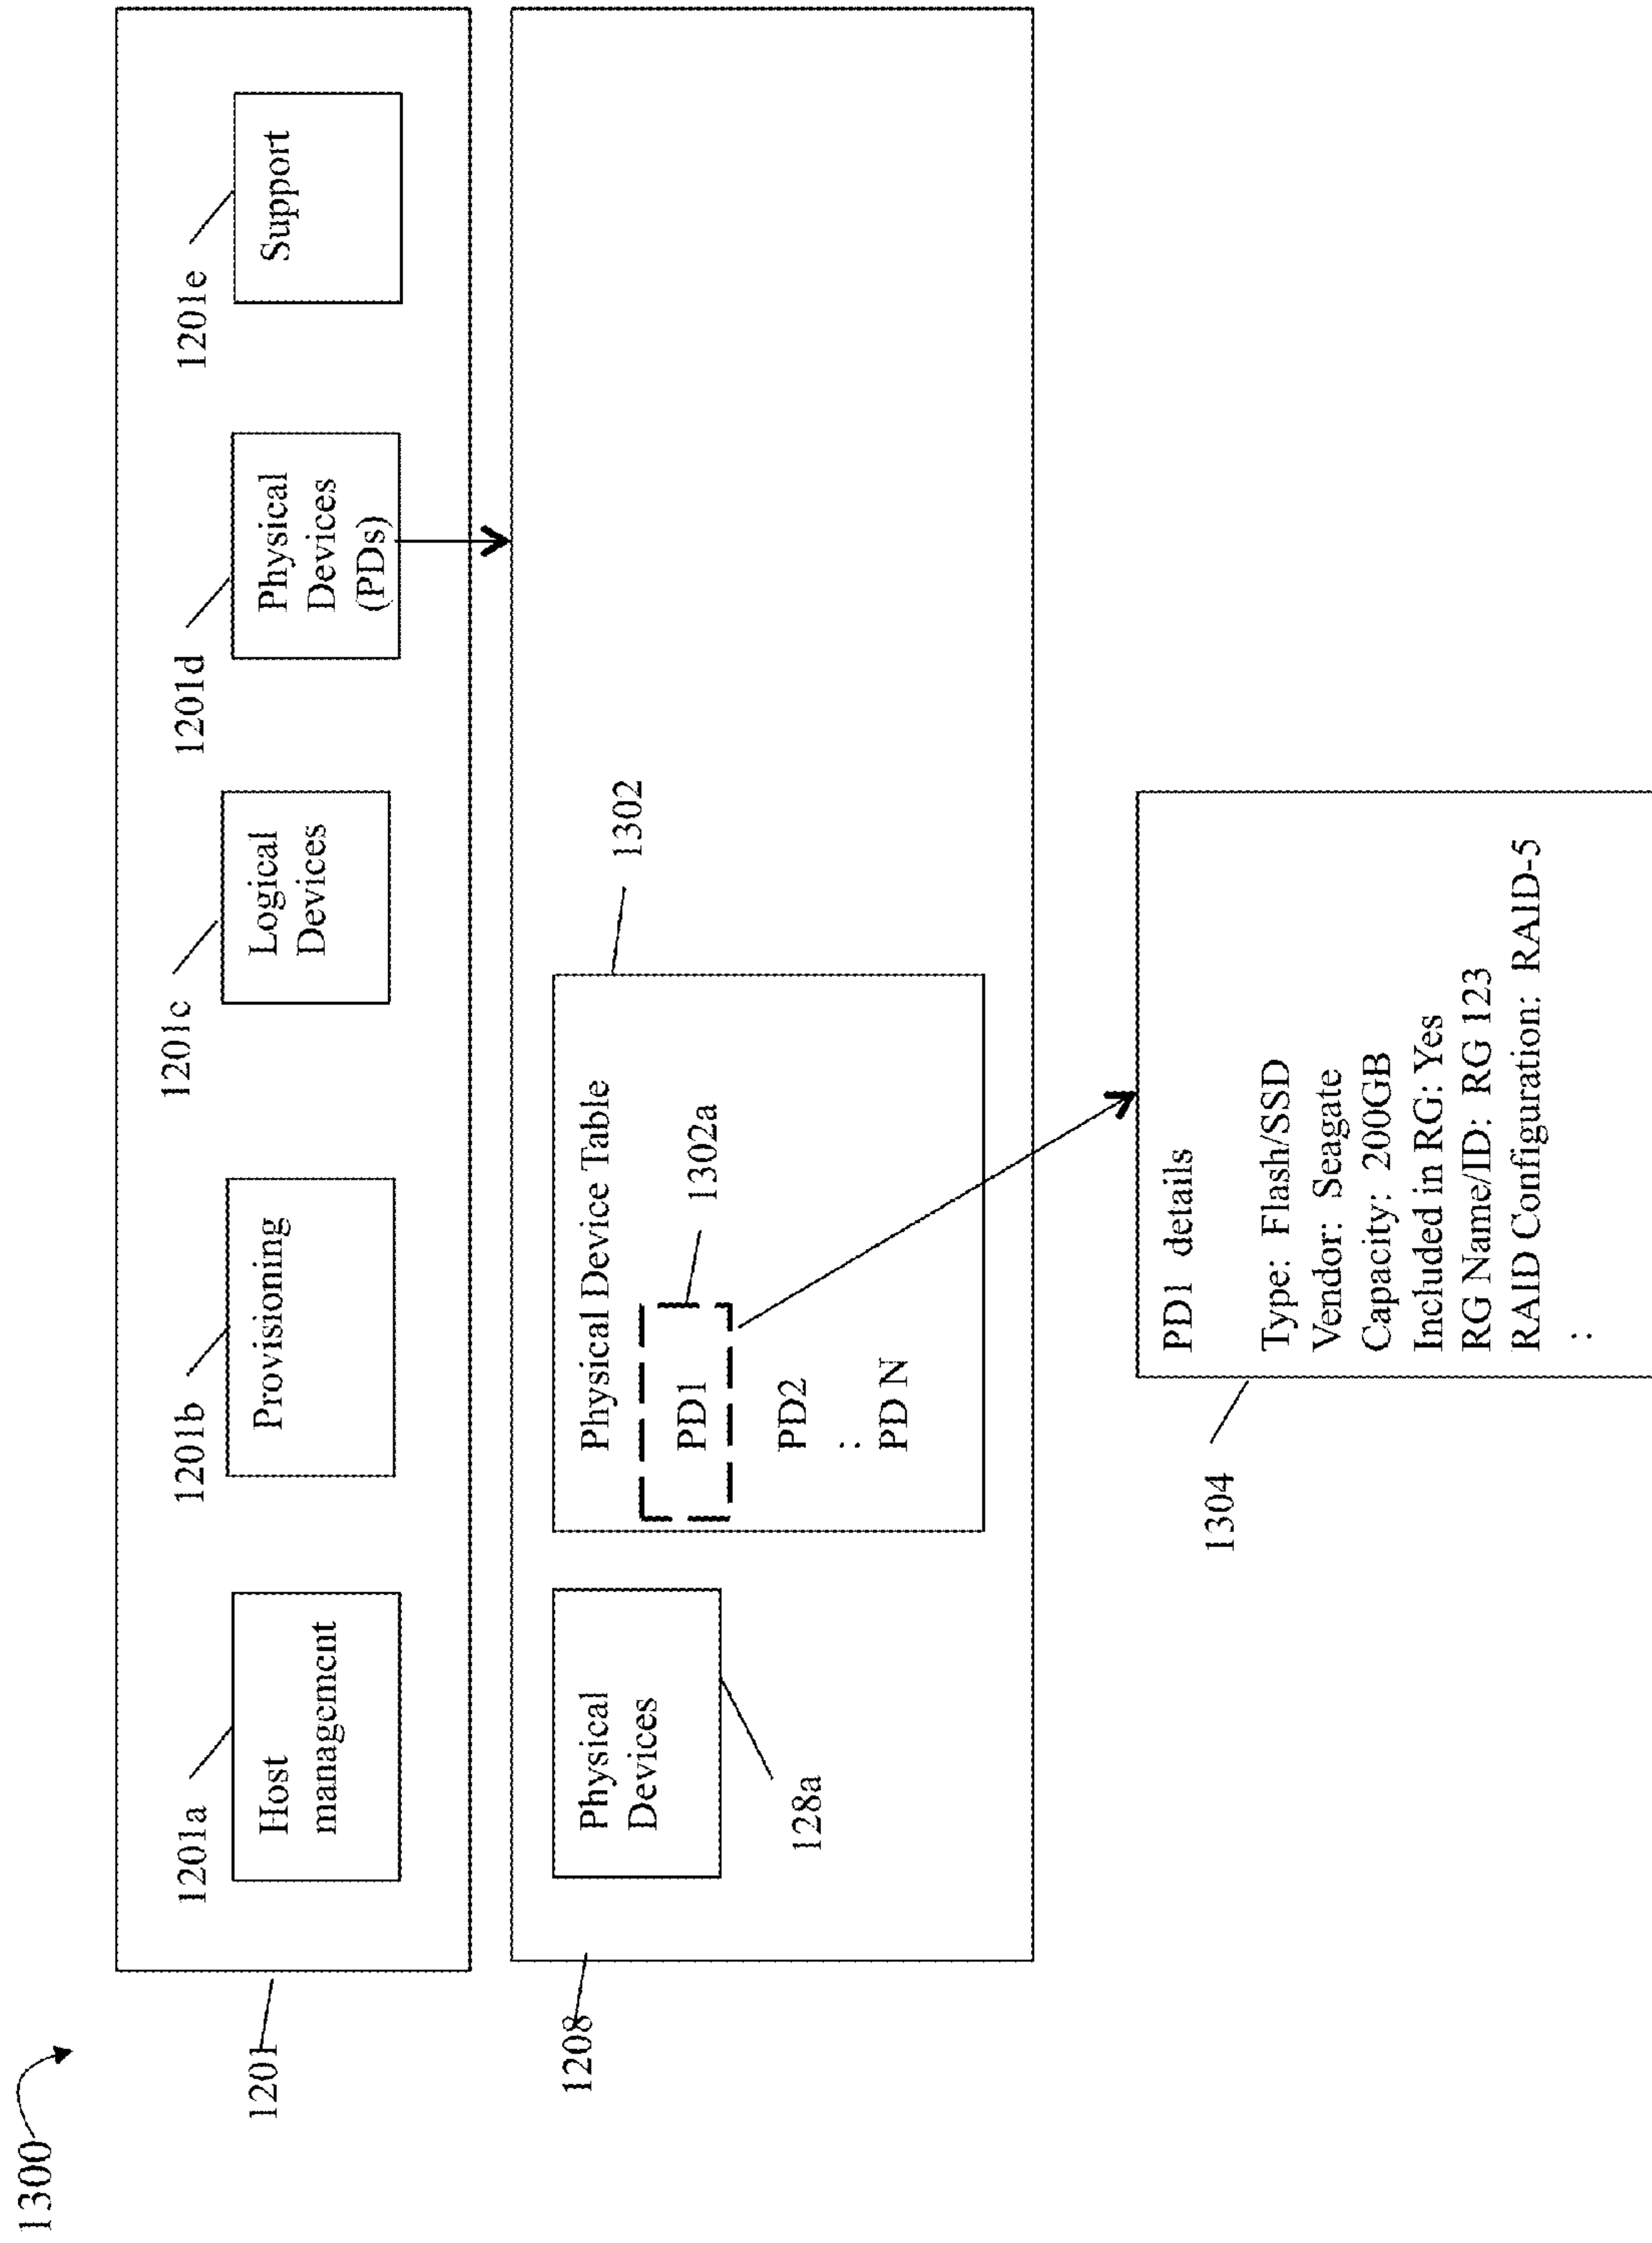 1300
1201
1201a
Host
management
1201b
Provisioning
1201c
Logical
Devices
1201d
Physical
Devices
(PDs)
1201e
Support
1208
Physical
Devices
128a
1302
Physical Device Table
1302a
PD1
PD2
:
PD N
1304
PD1 details
Type: Flash/SSD
Vendor: Seagate
Capacity: 200GB
Included in RG: Yes
RG Name/ID: RG 123
RAID Configuration: RAID-5
: